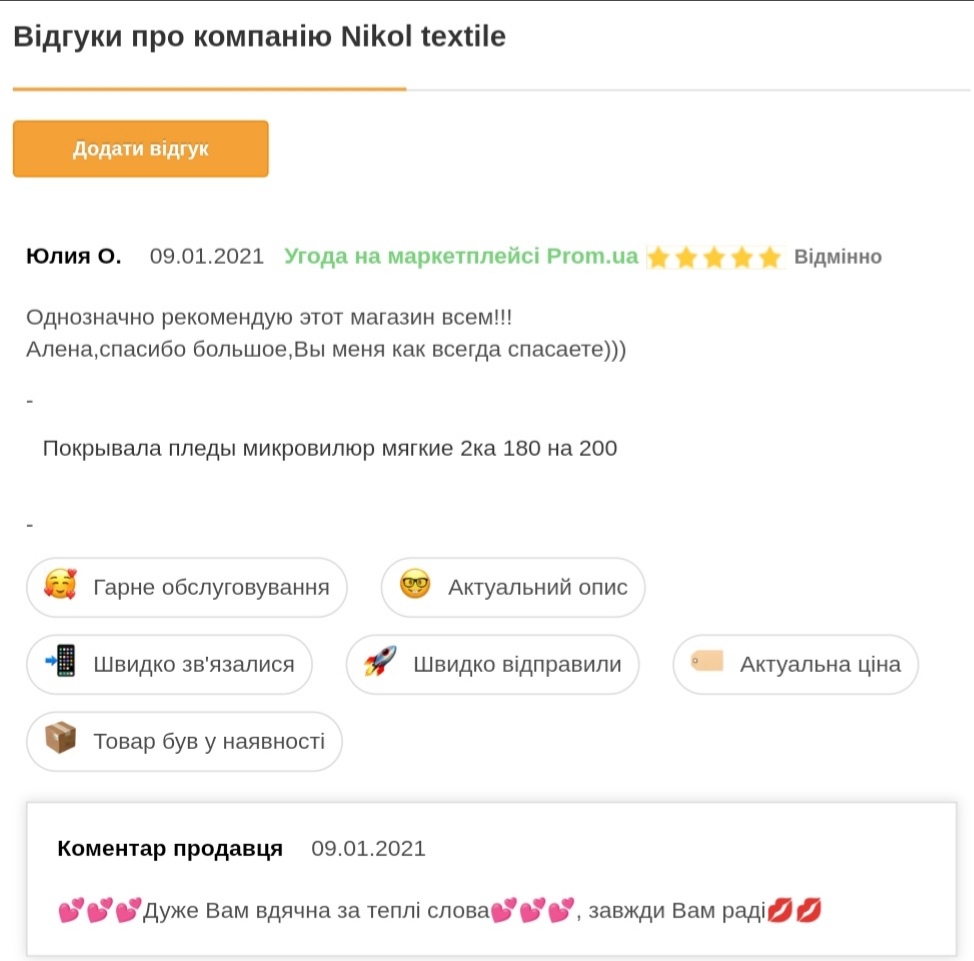 Відгуки про компанію Nikol textile
Додати відгук
Юлия О. 09.01.2021 Угода на маркетплейсі Prom.ua ⭐⭐⭐⭐⭐ Відмінно
Однозначно рекомендую этот магазин всем!!!
Алена,спасибо большое,Вы меня как всегда спасаете)))
-
Покрывала пледы микровилюр мягкие 2ка 180 на 200
-
🥰 Гарне обслуговування 🤓 Актуальний опис
📲 Швидко зв'язалися 🚀 Швидко відправили 🏷️ Актуальна ціна
📦 Товар був у наявності
Коментар продавця 09.01.2021
💕💕💕Дуже Вам вдячна за теплі слова💕💕💕, завжди Вам раді💋💋